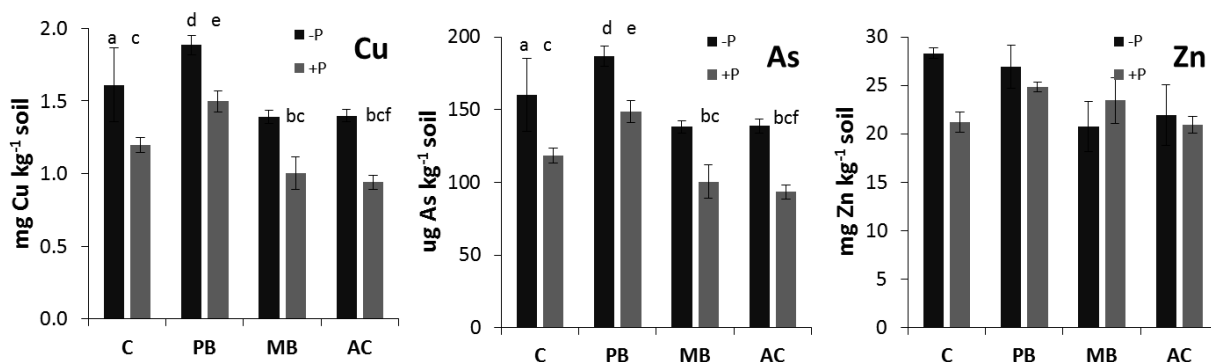 mg Cu kg⁻¹ soil
2.0
1.5
1.0
0.5
0.0
a c d e bc bcf
-P
+P
Cu
C PB MB AC
ug As kg⁻¹ soil
200
150
100
50
0
a c d e bc bcf
-P
+P
As
C PB MB AC
mg Zn kg⁻¹ soil
30
25
20
15
10
5
0
-P
+P
Zn
C PB MB AC